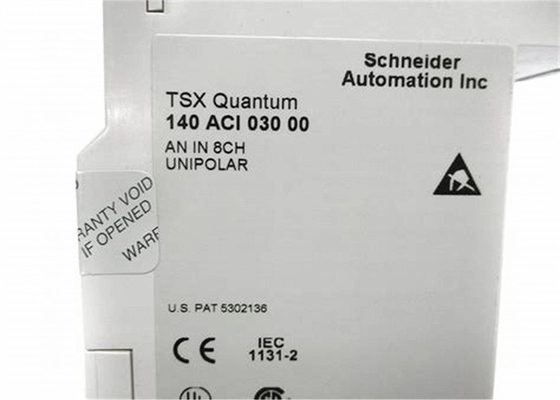 Schneider
Automation Inc
TSX Quantum
140 ACI 030 00
AN IN 8CH
UNIPOLAR
RANTY VOID
IF OPENED
WARR
U.S. PAT 5302136
CE
IEC
1131-2